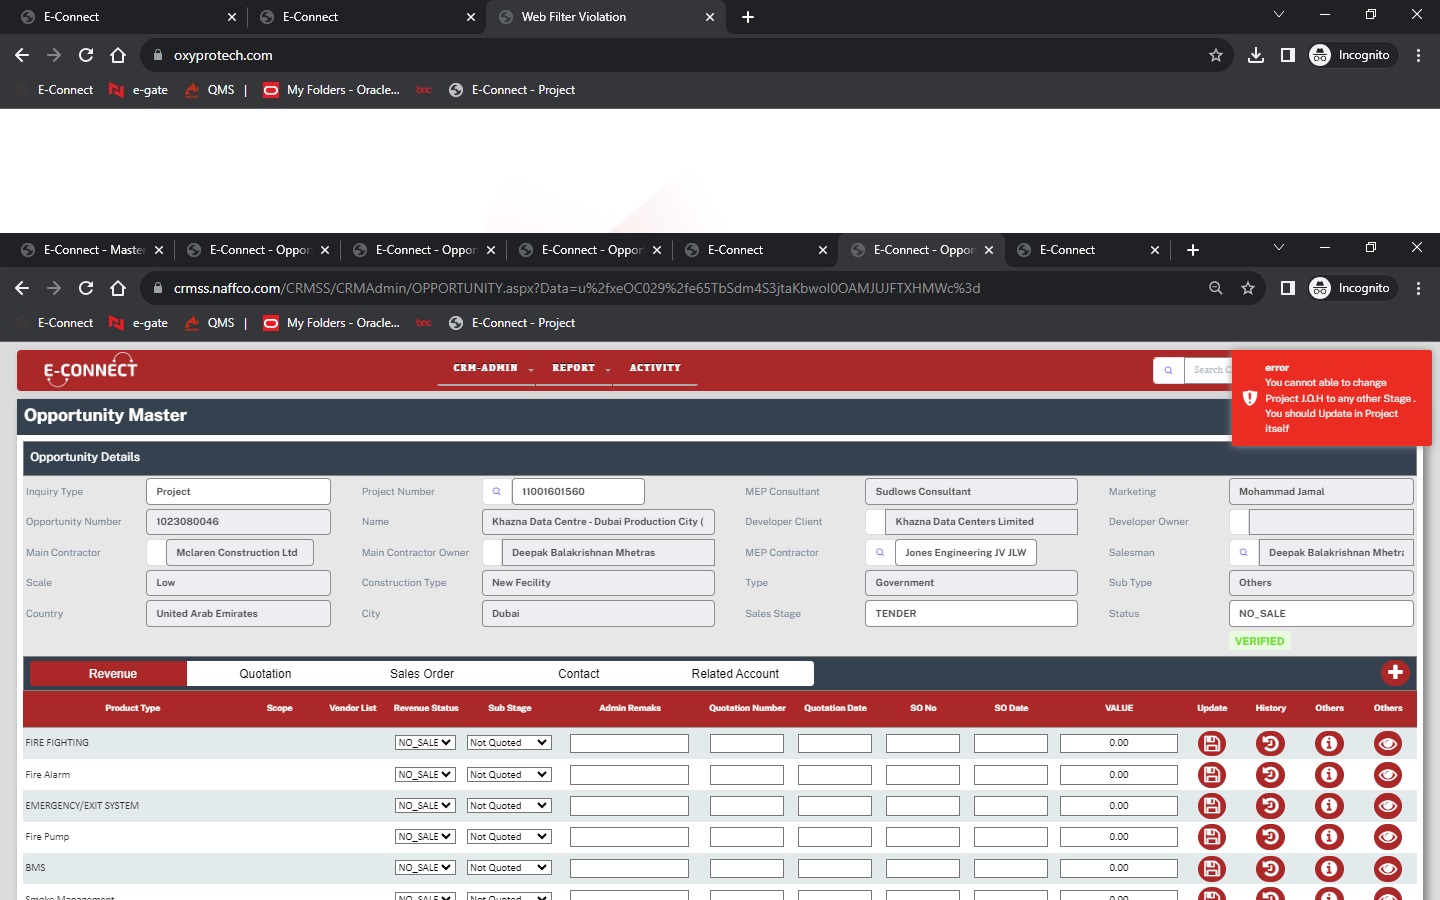 E-Connect
E-Connect
Web Filter Violation
oxyprotech.com
Incognito
E-Connect
e-gate
QMS |
My Folders - Oracle...
bnc
E-Connect - Project
E-Connect - Master
E-Connect - Oppor
E-Connect - Oppor
E-Connect - Oppor
E-Connect
E-Connect - Oppor
E-Connect
crmss.naffco.com/CRMSS/CRMAdmin/OPPORTUNITY.aspx?Data=u%2fxeOC029%2fe65TbSdm4S3jtaKbwoI0OAMJUJFTXHMWc%3d
Incognito
E-Connect
e-gate
QMS |
My Folders - Oracle...
bnc
E-Connect - Project
E-CONNECT
CRM-ADMIN
REPORT
ACTIVITY
Search
error
You cannot able to change
Project J.O.H to any other Stage .
You should Update in Project
itself
Opportunity Master
Opportunity Details
Inquiry Type Project Project Number 11001601560 MEP Consultant Sudlows Consultant Marketing Mohammad Jamal
Opportunity Number 1023080046 Name Khazna Data Centre - Dubai Production City ( Developer Client Khazna Data Centers Limited Developer Owner
Main Contractor Mclaren Construction Ltd Main Contractor Owner Deepak Balakrishnan Mhetras MEP Contractor Jones Engineering JV JLW Salesman Deepak Balakrishnan Mhetra
Scale Low Construction Type New Fecility Type Government Sub Type Others
Country United Arab Emirates City Dubai Sales Stage TENDER Status NO_SALE
VERIFIED
Revenue Quotation Sales Order Contact Related Account
Product Type Scope Vendor List Revenue Status Sub Stage Admin Remaks Quotation Number Quotation Date SO No SO Date VALUE Update History Others Others
FIRE FIGHTING NO_SALE Not Quoted 0.00
Fire Alarm NO_SALE Not Quoted 0.00
EMERGENCY/EXIT SYSTEM NO_SALE Not Quoted 0.00
Fire Pump NO_SALE Not Quoted 0.00
BMS NO_SALE Not Quoted 0.00
Smoke Management NO_SALE Not Quoted 0.00